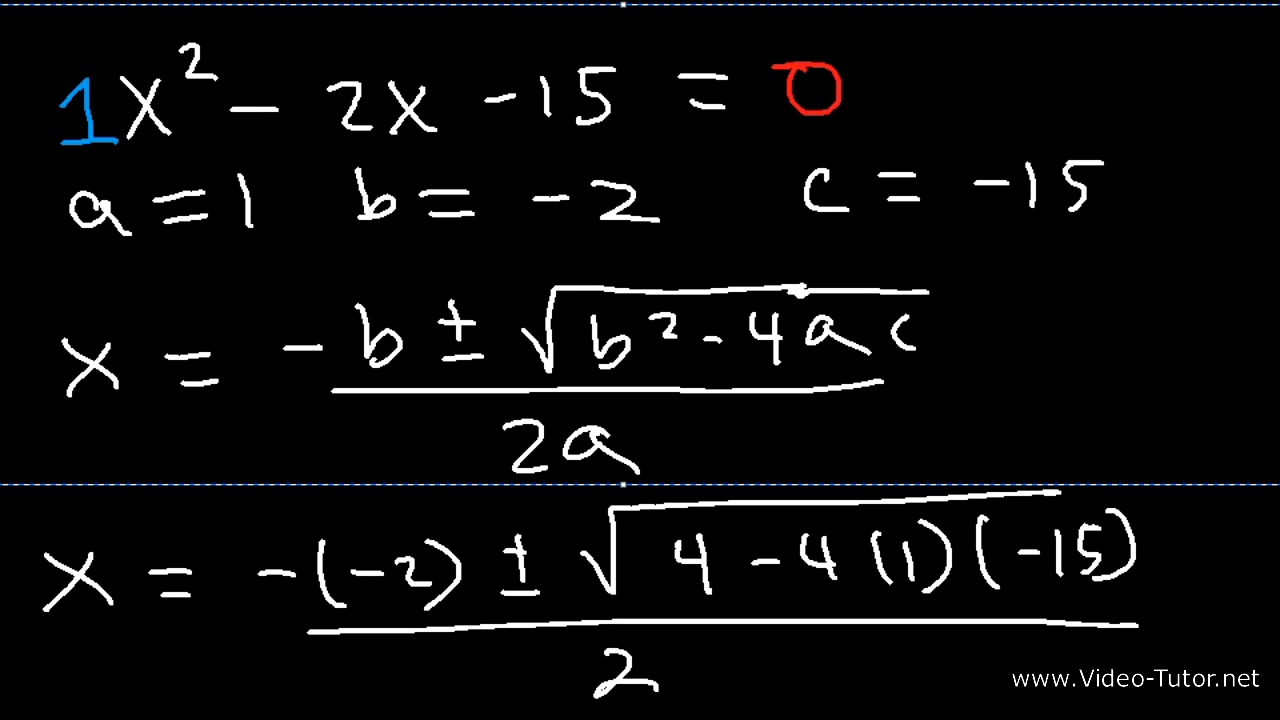 1x² - 2x - 15 = 0
a = 1 b = -2 c = -15
x = -b ± √(b² - 4ac)
2a
x = -(-2) ± √(4 - 4(1)(-15))
2
www.Video-Tutor.net